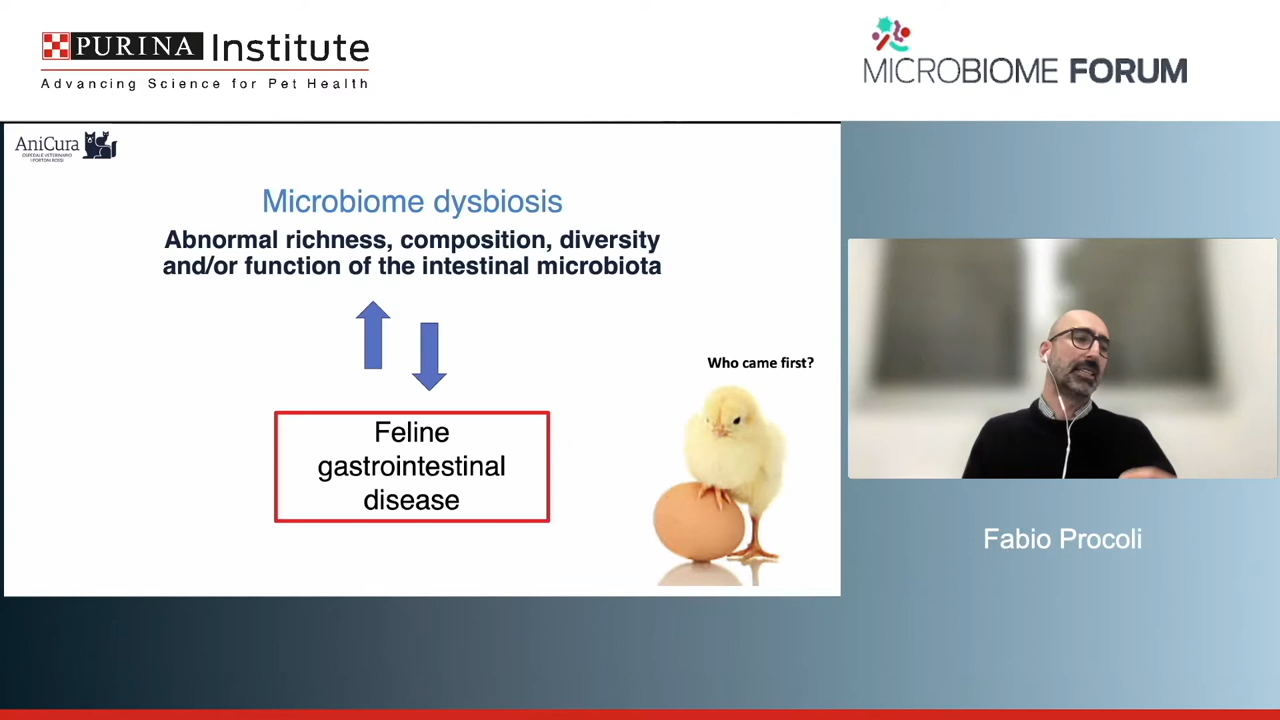 PURINA Institute
Advancing Science for Pet Health
MICROBIOME FORUM
AniCura
OSPEDALE VETERINARIO
I PORTONI ROSSI
Microbiome dysbiosis
Abnormal richness, composition, diversity
and/or function of the intestinal microbiota
Who came first?
Feline
gastrointestinal
disease
Fabio Procoli